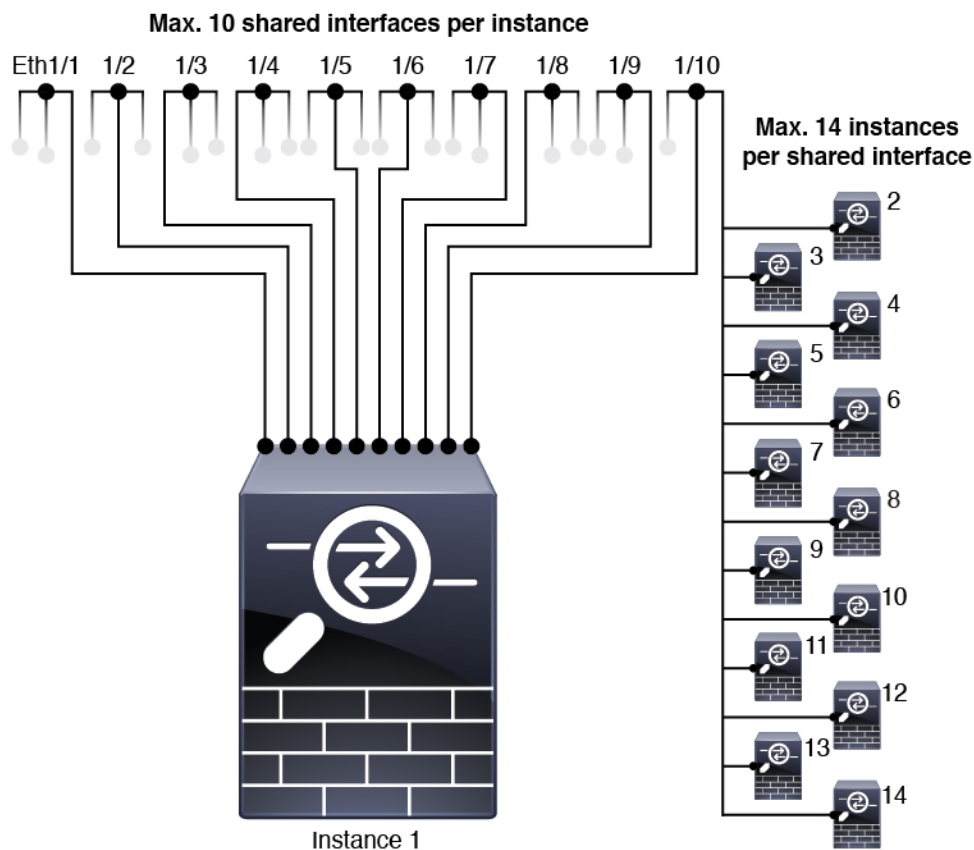 Max. 10 shared interfaces per instance
Eth1/1 1/2 1/3 1/4 1/5 1/6 1/7 1/8 1/9 1/10
Max. 14 instances
per shared interface
2
3
4
5
6
7
8
9
10
11
12
13
14
Instance 1